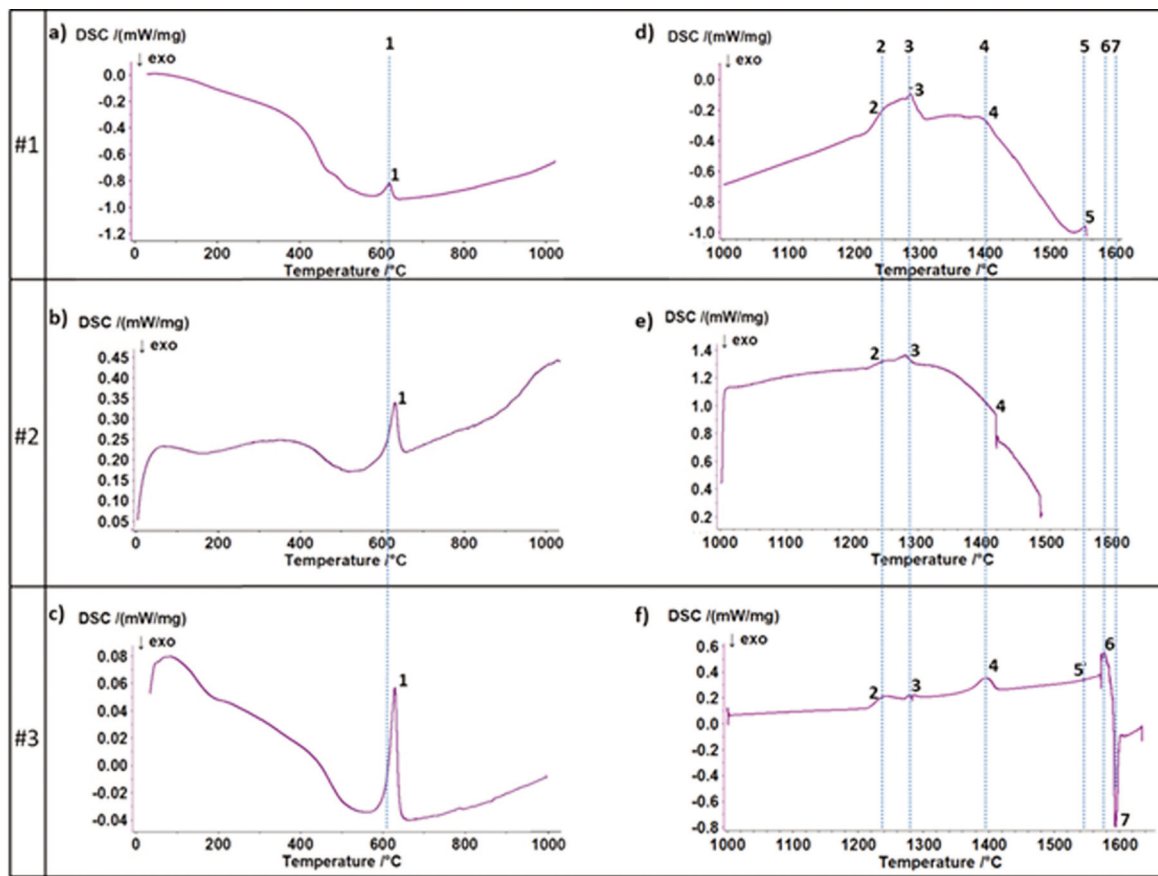 #1
a)
DSC /(mW/mg)
↓ exo
1
0.0
-0.2
-0.4
-0.6
-0.8
-1.0
-1.2
1
0 200 400 600 800 1000
Temperature /°C
d)
DSC /(mW/mg)
↓ exo
2 3 4 5 6 7
0.0
-0.2
-0.4
-0.6
-0.8
-1.0
2 3 4 5
1000 1100 1200 1300 1400 1500 1600
Temperature /°C
#2
b)
DSC /(mW/mg)
↓ exo
0.45
0.40
0.35
0.30
0.25
0.20
0.15
0.10
0.05
1
0 200 400 600 800 1000
Temperature /°C
e)
DSC /(mW/mg)
↓ exo
1.4
1.2
1.0
0.8
0.6
0.4
0.2
2 3 4
1000 1100 1200 1300 1400 1500 1600
Temperature /°C
#3
c)
DSC /(mW/mg)
↓ exo
0.08
0.06
0.04
0.02
0.00
-0.02
-0.04
1
0 200 400 600 800 1000
Temperature /°C
f)
DSC /(mW/mg)
↓ exo
0.6
0.4
0.2
0.0
-0.2
-0.4
-0.6
-0.8
2 3 4 5 6
7
1000 1100 1200 1300 1400 1500 1600
Temperature /°C